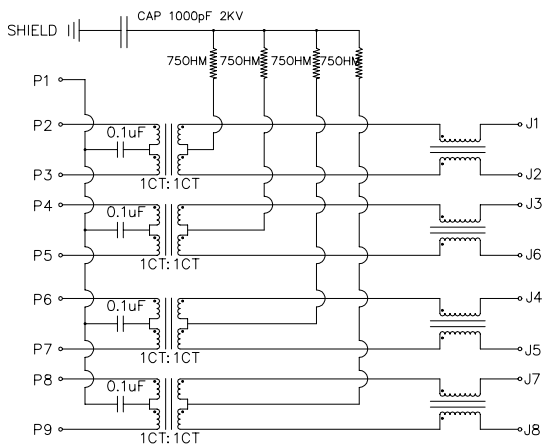 CAP 1000pF 2KV
SHIELD
75OHM 75OHM 75OHM 75OHM
P1
P2 0.1uF J1
P3 1CT:1CT J2
P4 0.1uF J3
P5 1CT:1CT J6
P6 0.1uF J4
P7 1CT:1CT J5
P8 0.1uF J7
P9 1CT:1CT J8